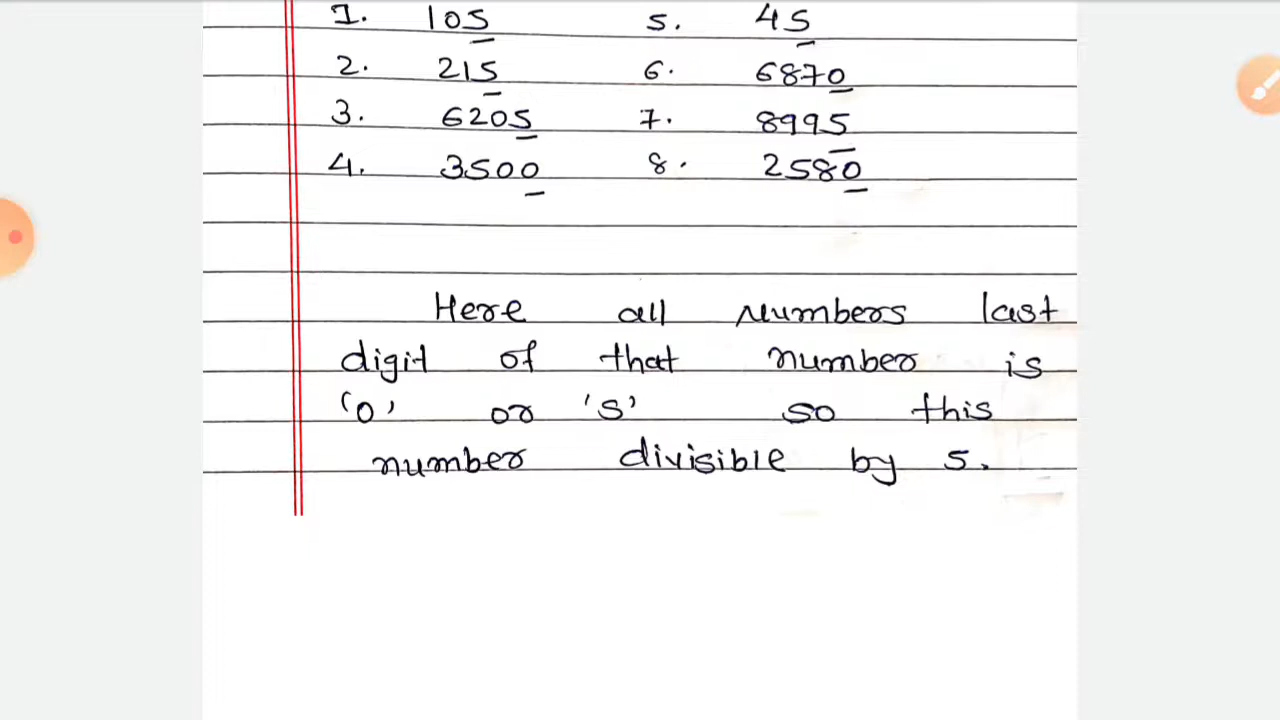 1. 105 5. 45
2. 215 6. 6870
3. 6205 7. 8995
4. 3500 8. 2580
Here all numbers last
digit of that number is
'0' or '5' so this
number divisible by 5.